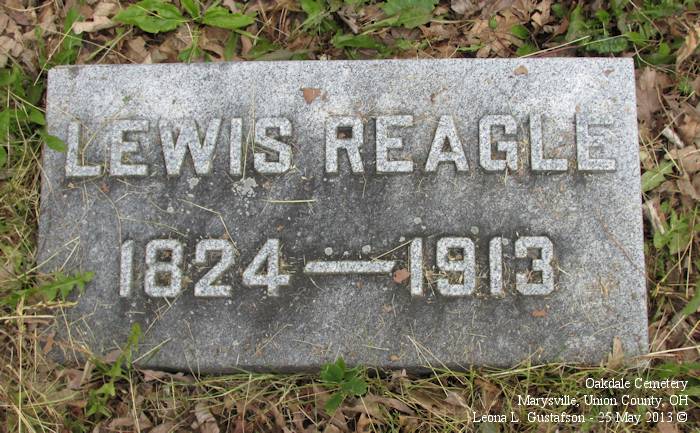 LEWIS REAGLE
1824—1913
Oakdale Cemetery
Marysville, Union County, OH
Leona L. Gustafson - 25 May 2013 ©